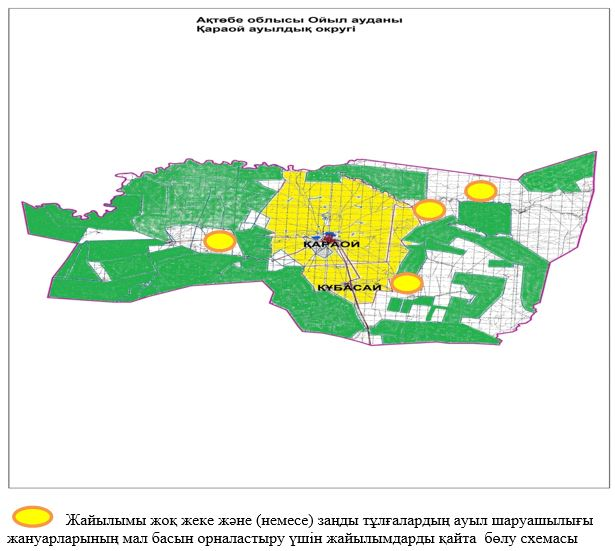 Ақтөбе облысы Ойыл ауданы
Қараой ауылдық округі
ҚАРАОЙ
ҚҰБАСАЙ
Жайылымы жоқ жеке және (немесе) заңды тұлғалардың ауыл шаруашылығы
жануарларының мал басын орналастыру үшін жайылымдарды қайта бөлу схемасы